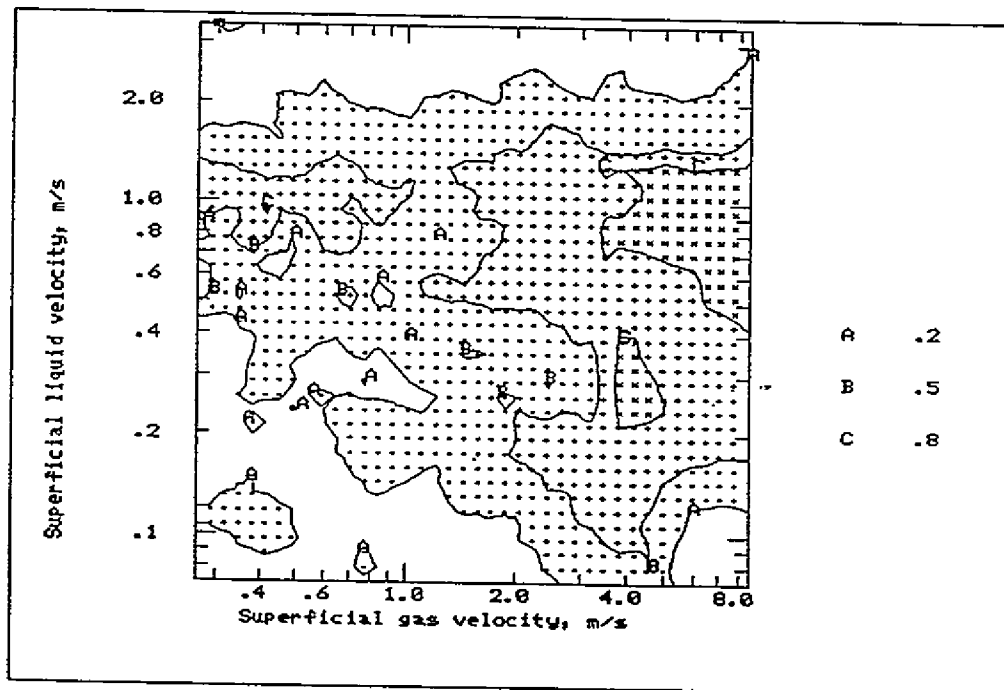 2.0
1.0
.8
.6
.4
.2
.1
Superficial liquid velocity, m/s
.4 .6 1.0 2.0 4.0 8.0
Superficial gas velocity, m/s
A .2
B .5
C .8
A
A
A
A
A
A
A
A
A
A
A
A
A
A
B
B
B
B